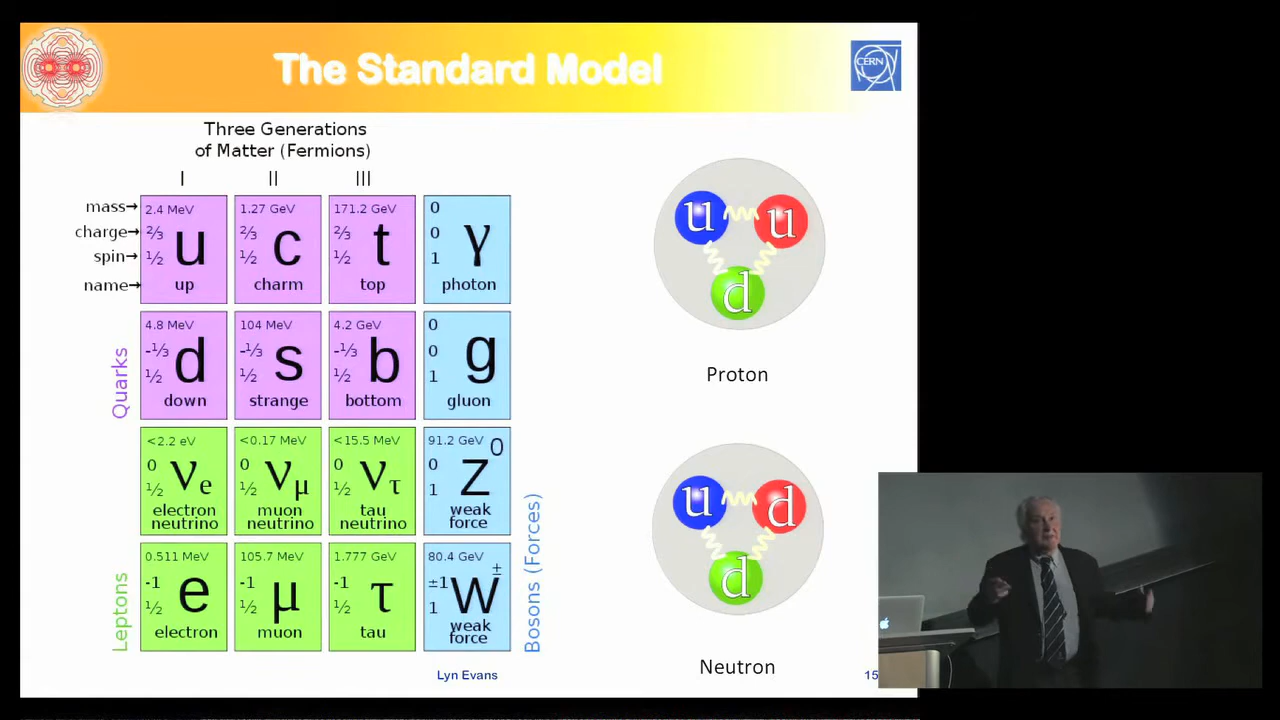 The Standard Model
CERN
Three Generations
of Matter (Fermions)
I II III
mass→
charge→
spin→
name→
2.4 MeV
⅔
½
u
up
1.27 GeV
⅔
½
c
charm
171.2 GeV
⅔
½
t
top
0
0
1
γ
photon
Quarks
4.8 MeV
-⅓
½
d
down
104 MeV
-⅓
½
s
strange
4.2 GeV
-⅓
½
b
bottom
0
0
1
g
gluon
<2.2 eV
0
½
νe
electron
neutrino
<0.17 MeV
0
½
νμ
muon
neutrino
<15.5 MeV
0
½
ντ
tau
neutrino
91.2 GeV
0
1
Z0
weak
force
Leptons
0.511 MeV
-1
½
e
electron
105.7 MeV
-1
½
μ
muon
1.777 GeV
-1
½
τ
tau
80.4 GeV
±1
1
W±
weak
force
Bosons (Forces)
u u
d
Proton
u d
d
Neutron
Lyn Evans
15